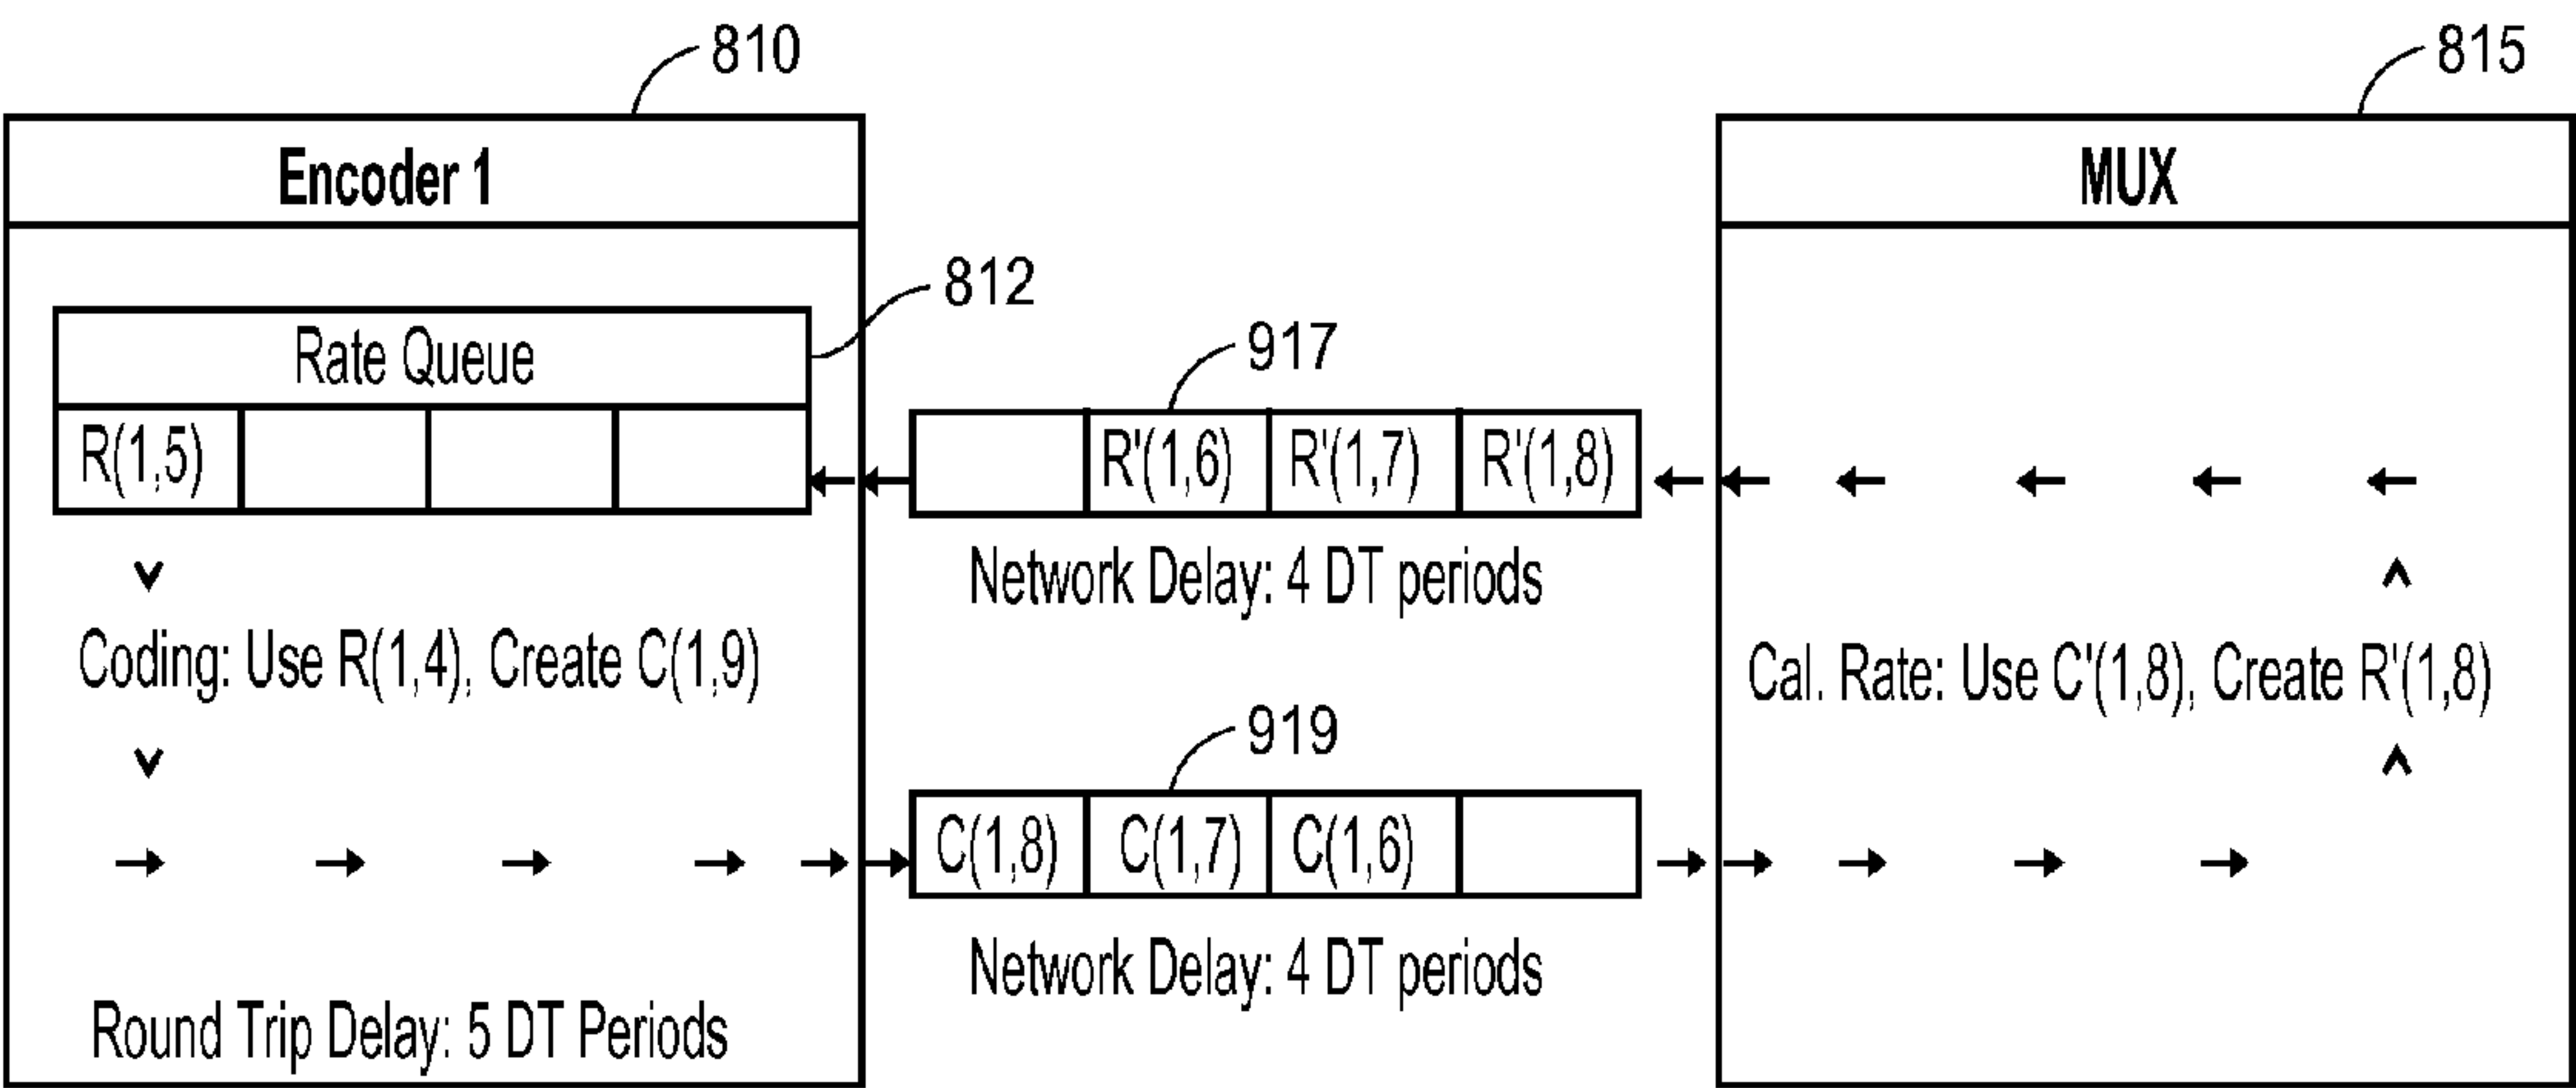 810
815
Encoder 1
MUX
812
Rate Queue
917
R(1,5)
R'(1,6) R'(1,7) R'(1,8)
Network Delay: 4 DT periods
Coding: Use R(1,4), Create C(1,9)
Cal. Rate: Use C'(1,8), Create R'(1,8)
919
C(1,8) C(1,7) C(1,6)
Network Delay: 4 DT periods
Round Trip Delay: 5 DT Periods